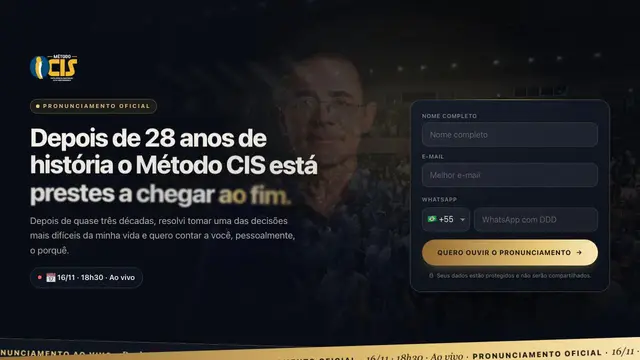 MÉTODO
CIS
PRONUNCIAMENTO OFICIAL
Depois de 28 anos de
história o Método CIS está
prestes a chegar ao fim.
Depois de quase três décadas, resolvi tomar uma das decisões
mais difíceis da minha vida e quero contar a você, pessoalmente,
o porquê.
16/11 · 18h30 · Ao vivo
NOME COMPLETO
Nome completo
E-MAIL
Melhor e-mail
WHATSAPP
+55
WhatsApp com DDD
QUERO OUVIR O PRONUNCIAMENTO →
Seus dados estão protegidos e não serão compartilhados.
NUNCIAMENTO AO VIVO
OFICIAL · 16/11 · 18h30 · Ao vivo · PRONUNCIAMENTO OFICIAL · 16/11 ·